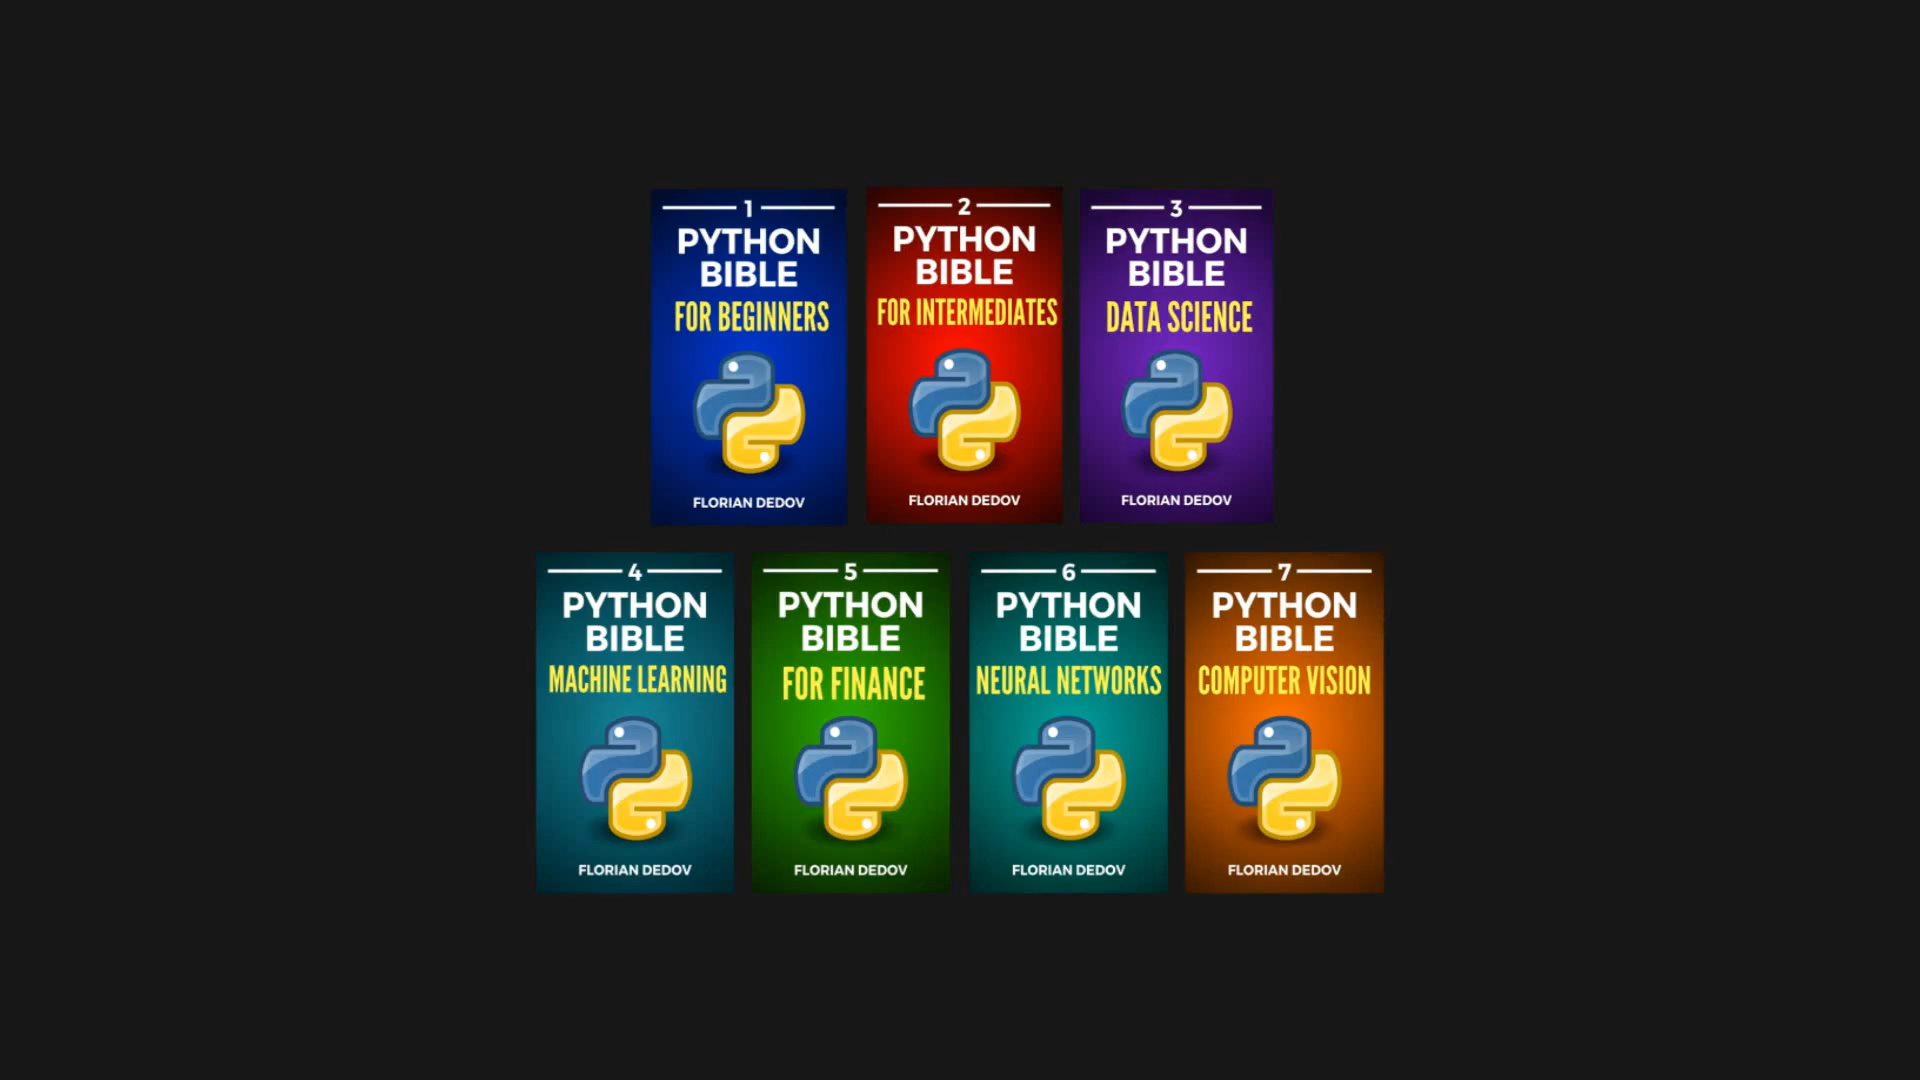 1
PYTHON
BIBLE
FOR BEGINNERS
FLORIAN DEDOV
2
PYTHON
BIBLE
FOR INTERMEDIATES
FLORIAN DEDOV
3
PYTHON
BIBLE
DATA SCIENCE
FLORIAN DEDOV
4
PYTHON
BIBLE
MACHINE LEARNING
FLORIAN DEDOV
5
PYTHON
BIBLE
FOR FINANCE
FLORIAN DEDOV
6
PYTHON
BIBLE
NEURAL NETWORKS
FLORIAN DEDOV
7
PYTHON
BIBLE
COMPUTER VISION
FLORIAN DEDOV